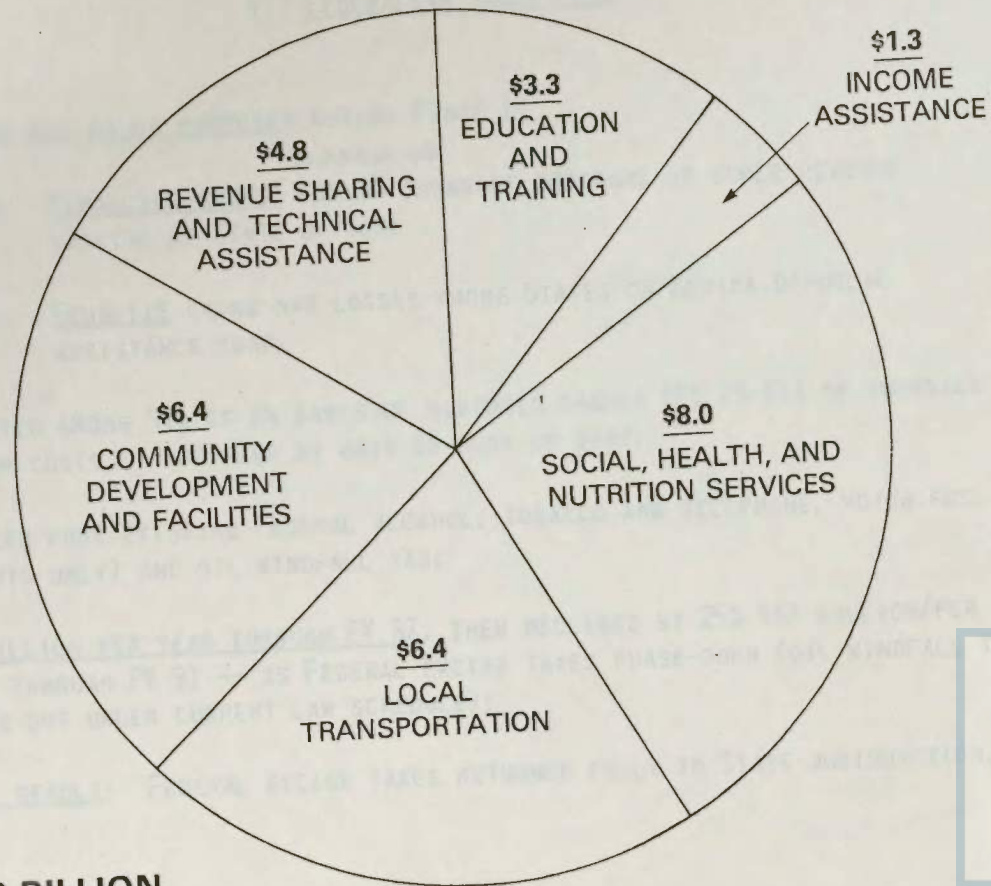 $1.3
INCOME
ASSISTANCE
$3.3
EDUCATION
AND
TRAINING
$4.8
REVENUE SHARING
AND TECHNICAL
ASSISTANCE
$8.0
SOCIAL, HEALTH, AND
NUTRITION SERVICES
$6.4
COMMUNITY
DEVELOPMENT
AND FACILITIES
$6.4
LOCAL
TRANSPORTATION
BILLION